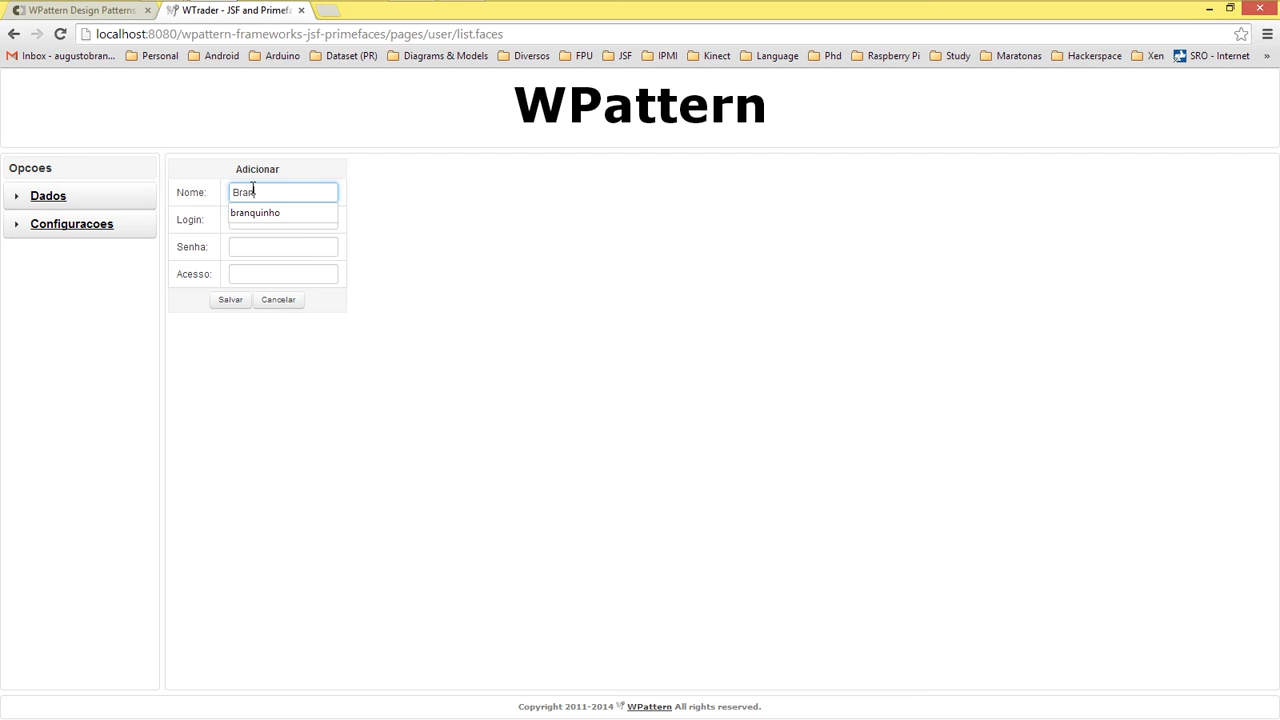 WPattern Design Patterns
WTrader - JSF and Primefa
localhost:8080/wpattern-frameworks-jsf-primefaces/pages/user/list.faces
Inbox - augustobran... Personal Android Arduino Dataset (PR) Diagrams & Models Diversos FPU JSF IPMI Kinect Language Phd Raspberry Pi Study Maratonas Hackerspace Xen SRO - Internet »
WPattern
Opcoes
Dados
Configuracoes
Adicionar
Nome: Bran
branquinho
Login:
Senha:
Acesso:
Salvar Cancelar
Copyright 2011-2014 WPattern All rights reserved.